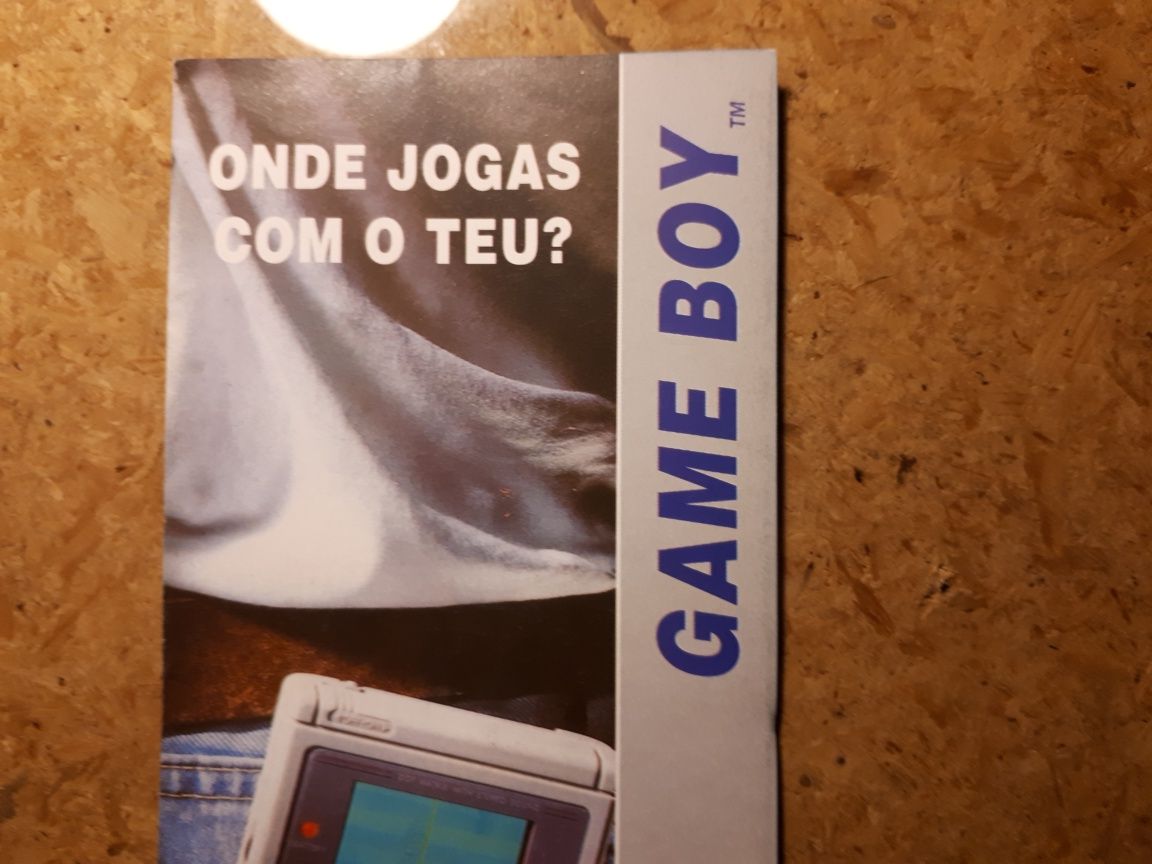 ONDE JOGAS
COM O TEU?
GAME BOY™